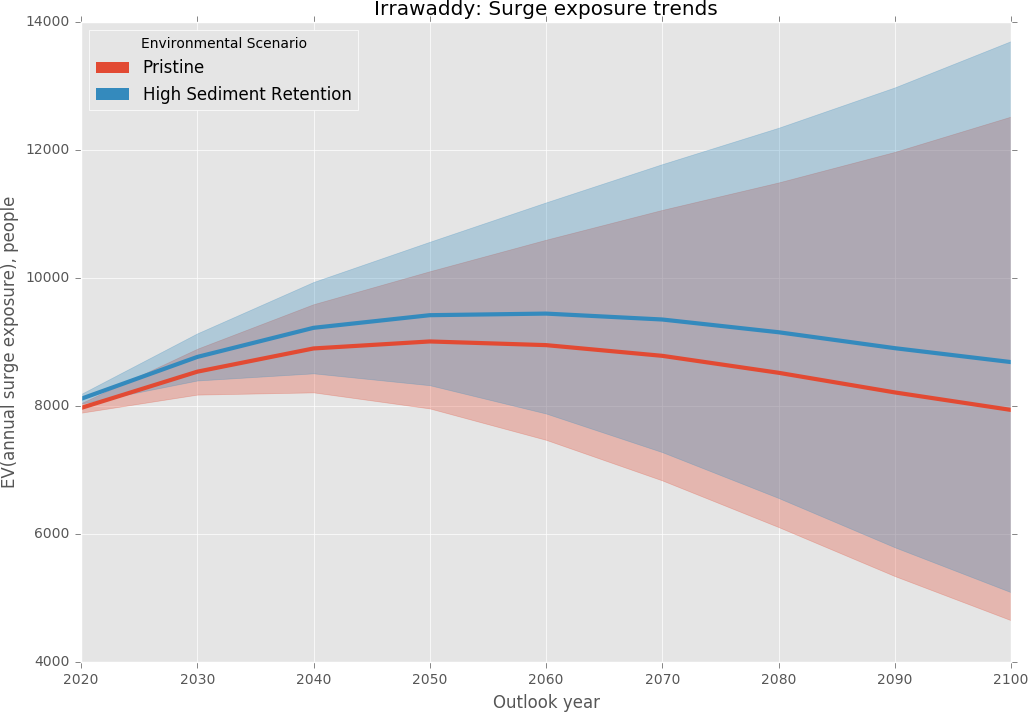 Irrawaddy: Surge exposure trends
14000
12000
10000
8000
6000
4000
EV(annual surge exposure), people
Environmental Scenario
Pristine
High Sediment Retention
2020 2030 2040 2050 2060 2070 2080 2090 2100
Outlook year